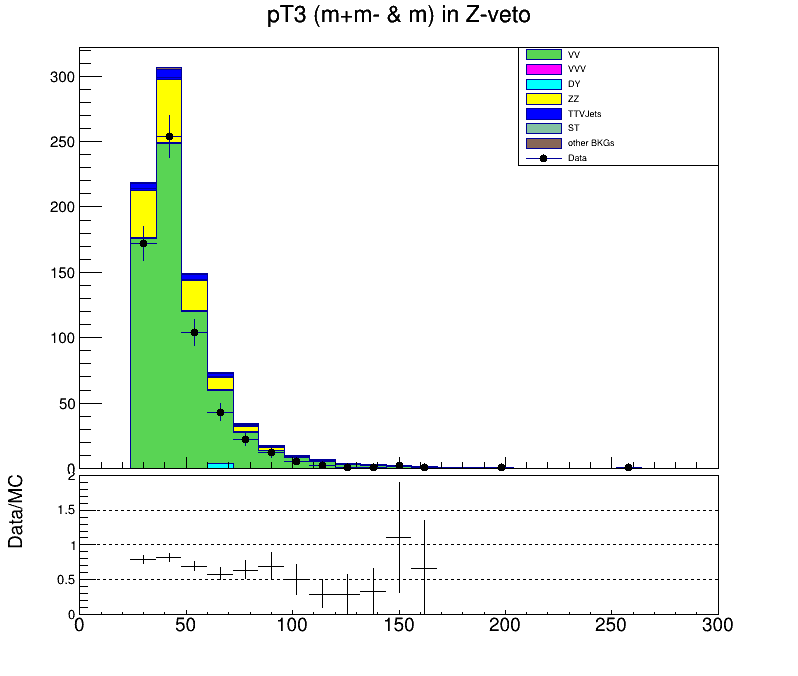 pT3 (m+m- & m) in Z-veto
VV
VVV
DY
ZZ
TTVJets
ST
other BKGs
Data
300
250
200
150
100
50
0
Data/MC
2
1.5
1
0.5
0
0 50 100 150 200 250 300